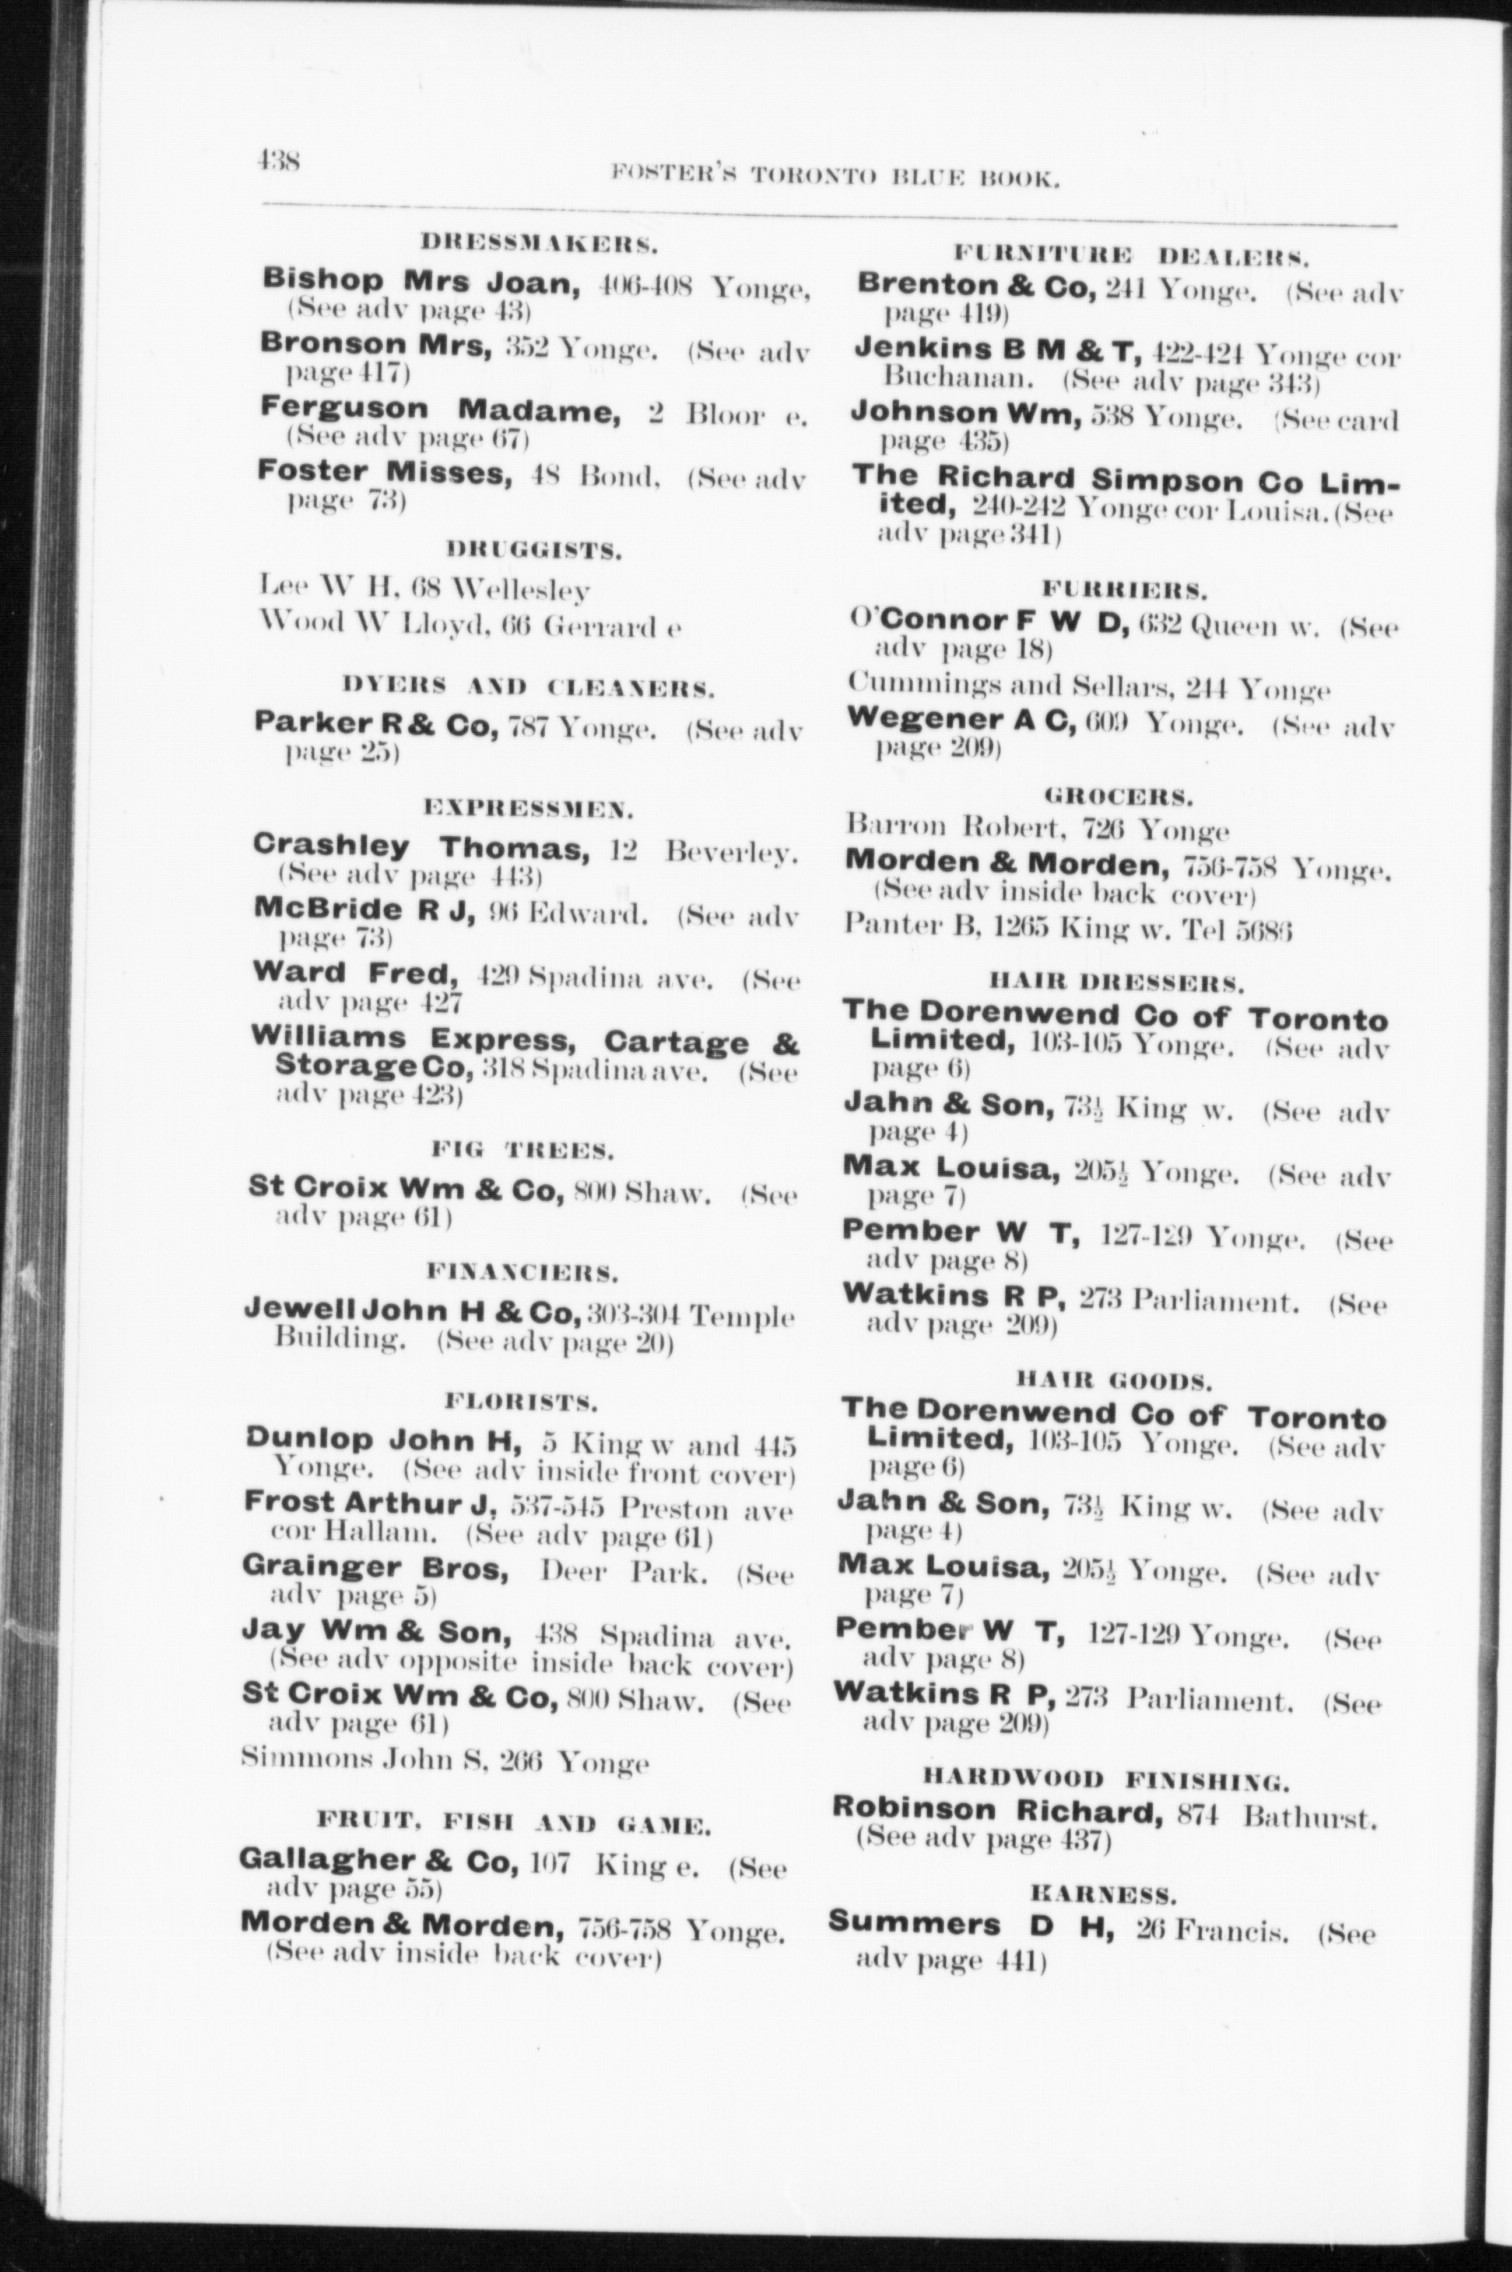 438
FOSTER'S TORONTO BLUE BOOK.
DRESSMAKERS.
Bishop Mrs Joan, 406-408 Yonge,
(See adv page 43)
Bronson Mrs, 352 Yonge. (See adv
page 417)
Ferguson Madame, 2 Bloor e.
(See adv page 67)
Foster Misses, 48 Bond, (See adv
page 73)
DRUGGISTS.
Lee W H, 68 Wellesley
Wood W Lloyd, 66 Gerrard e
DYERS AND CLEANERS.
Parker R & Co, 787 Yonge. (See adv
page 25)
EXPRESSMEN.
Crashley Thomas, 12 Beverley.
(See adv page 443)
McBride R J, 96 Edward. (See adv
page 73)
Ward Fred, 429 Spadina ave. (See
adv page 427
Williams Express, Cartage &
Storage Co, 318 Spadina ave. (See
adv page 423)
FIG TREES.
St Croix Wm & Co, 800 Shaw. (See
adv page 61)
FINANCIERS.
Jewell John H & Co, 303-304 Temple
Building. (See adv page 20)
FLORISTS.
Dunlop John H, 5 King w and 445
Yonge. (See adv inside front cover)
Frost Arthur J, 537-545 Preston ave
cor Hallam. (See adv page 61)
Grainger Bros, Deer Park. (See
adv page 5)
Jay Wm & Son, 438 Spadina ave.
(See adv opposite inside back cover)
St Croix Wm & Co, 800 Shaw. (See
adv page 61)
Simmons John S, 266 Yonge
FRUIT, FISH AND GAME.
Gallagher & Co, 107 King e. (See
adv page 55)
Morden & Morden, 756-758 Yonge.
(See adv inside back cover)
FURNITURE DEALERS.
Brenton & Co, 241 Yonge. (See adv
page 419)
Jenkins B M & T, 422-424 Yonge cor
Buchanan. (See adv page 343)
Johnson Wm, 538 Yonge. (See card
page 435)
The Richard Simpson Co Lim-
ited, 240-242 Yonge cor Louisa. (See
adv page 341)
FURRIERS.
O'Connor F W D, 632 Queen w. (See
adv page 18)
Cummings and Sellars, 244 Yonge
Wegener A C, 609 Yonge. (See adv
page 209)
GROCERS.
Barron Robert, 726 Yonge
Morden & Morden, 756-758 Yonge.
(See adv inside back cover)
Panter B, 1265 King w. Tel 5686
HAIR DRESSERS.
The Dorenwend Co of Toronto
Limited, 103-105 Yonge. (See adv
page 6)
Jahn & Son, 73½ King w. (See adv
page 4)
Max Louisa, 205½ Yonge. (See adv
page 7)
Pember W T, 127-129 Yonge. (See
adv page 8)
Watkins R P, 273 Parliament. (See
adv page 209)
HAIR GOODS.
The Dorenwend Co of Toronto
Limited, 103-105 Yonge. (See adv
page 6)
Jahn & Son, 73½ King w. (See adv
page 4)
Max Louisa, 205½ Yonge. (See adv
page 7)
Pember W T, 127-129 Yonge. (See
adv page 8)
Watkins R P, 273 Parliament. (See
adv page 209)
HARDWOOD FINISHING.
Robinson Richard, 874 Bathurst.
(See adv page 437)
HARNESS.
Summers D H, 26 Francis. (See
adv page 441)